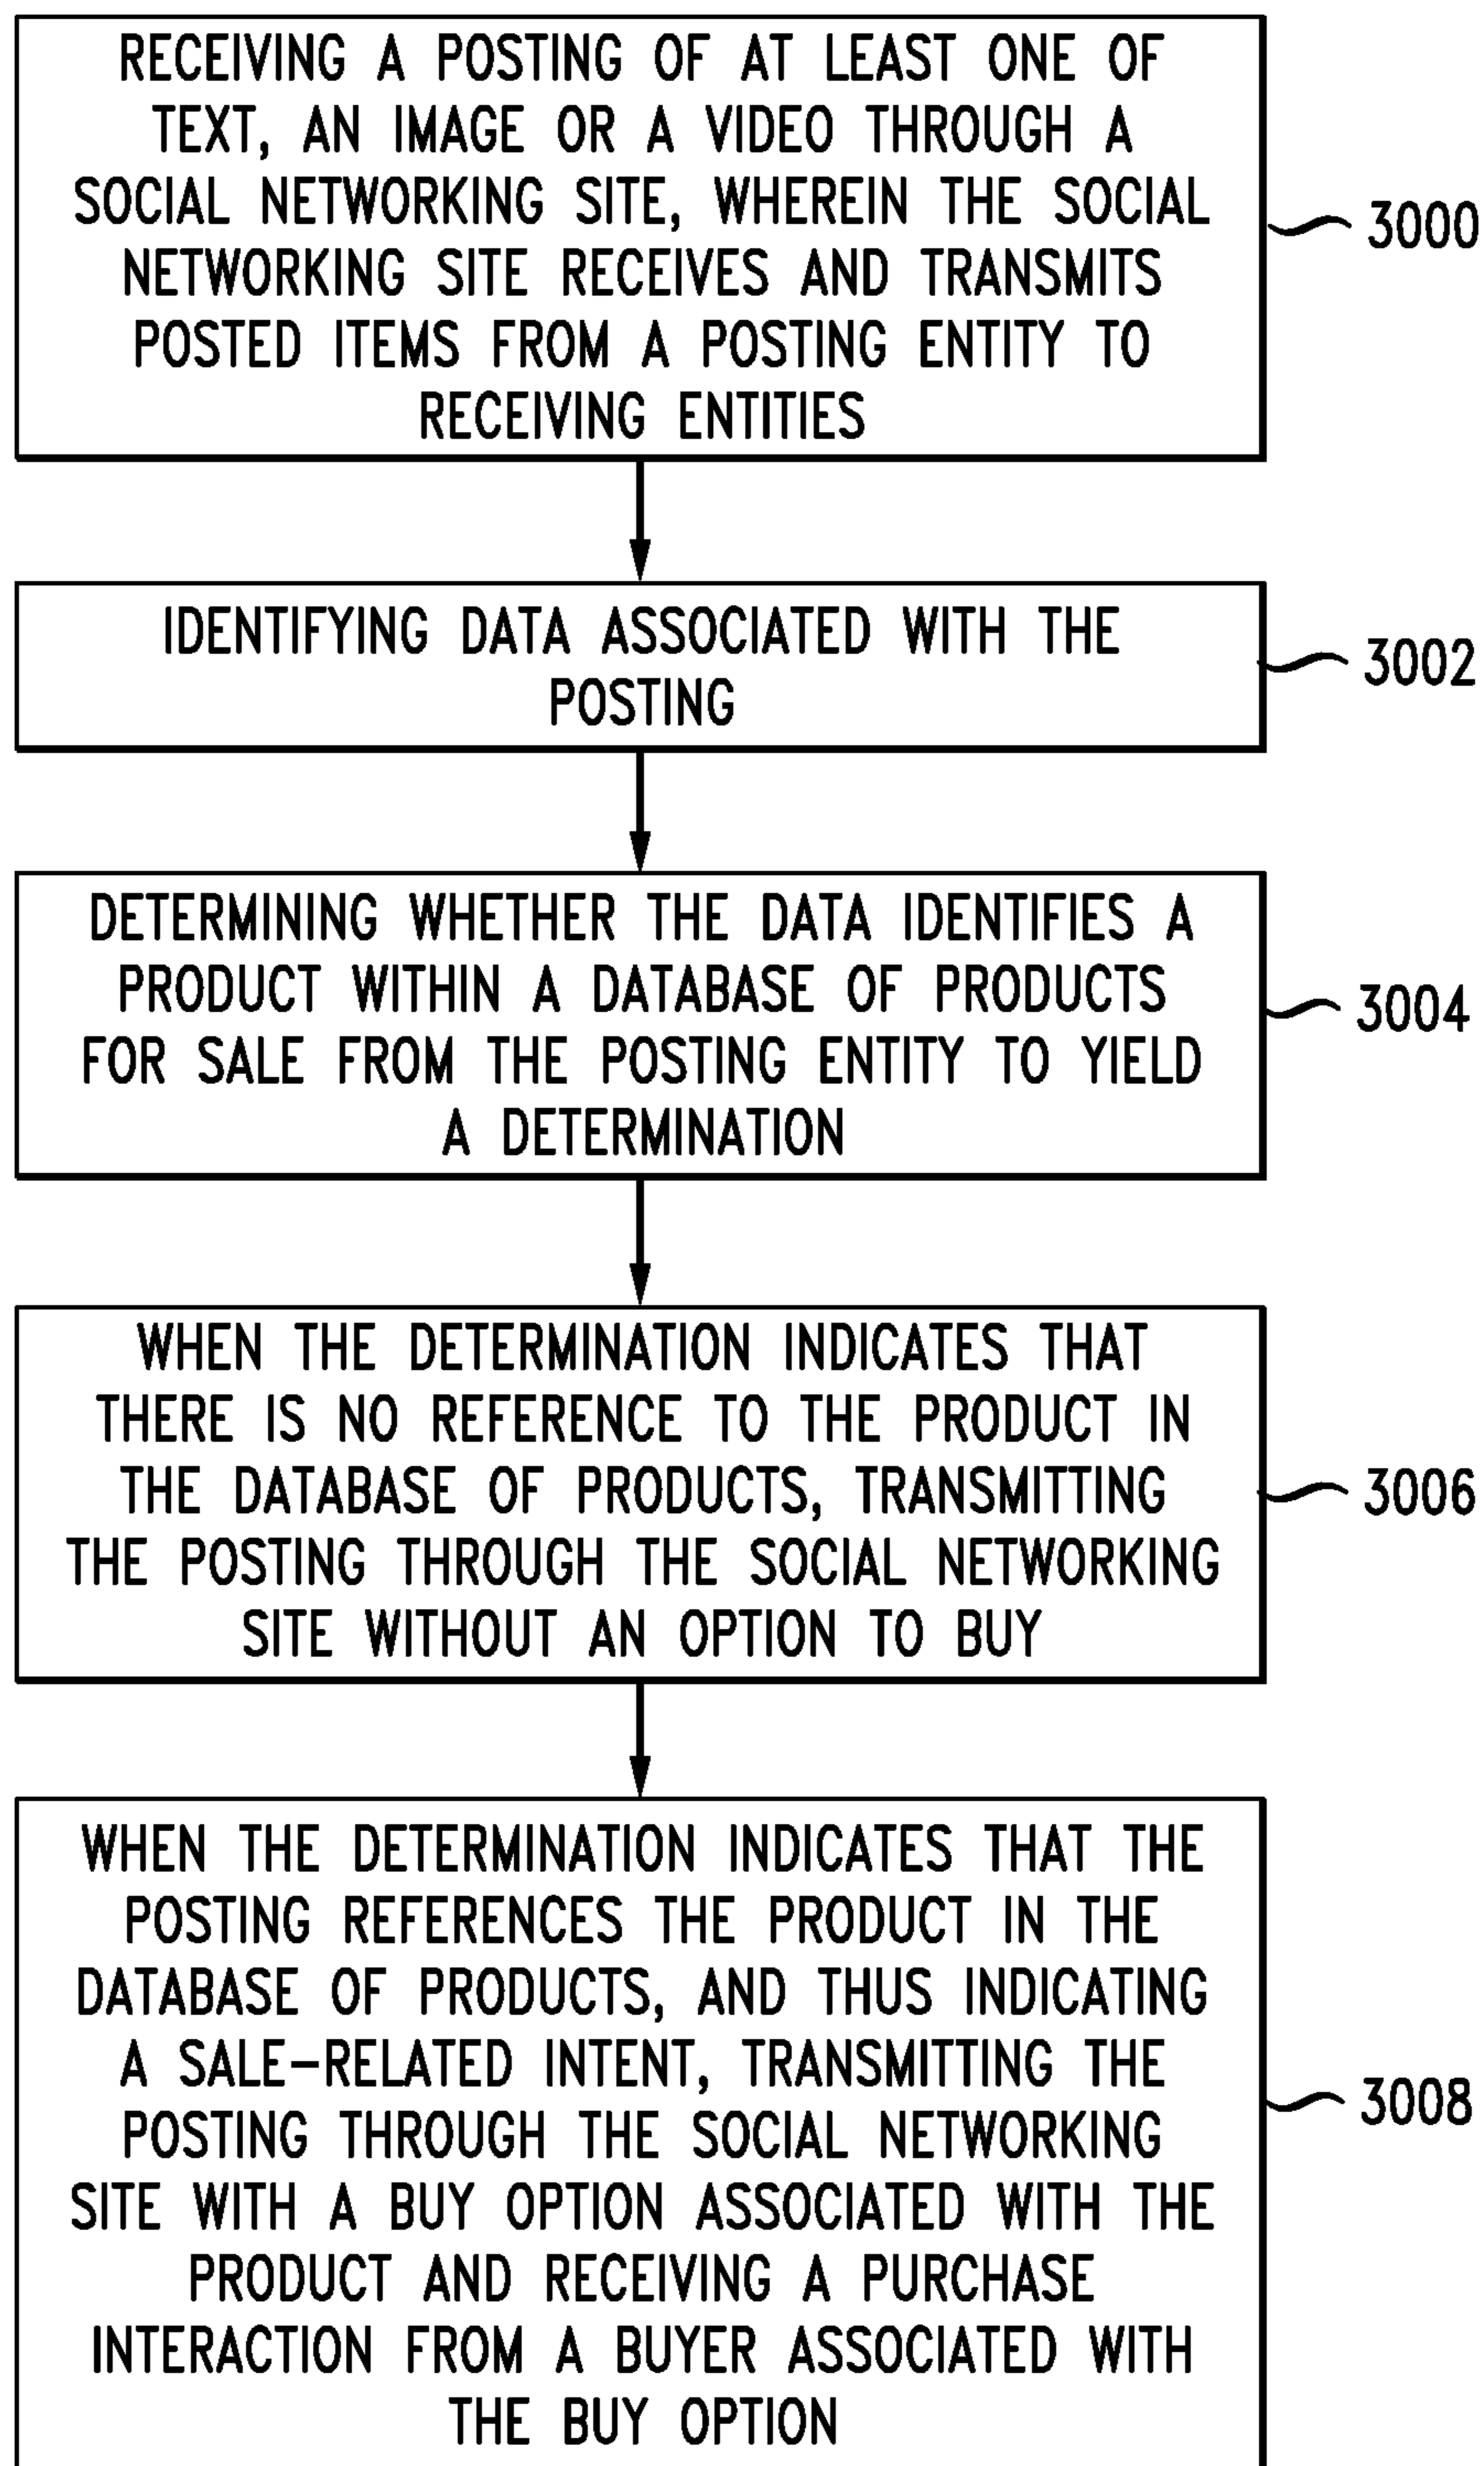 RECEIVING A POSTING OF AT LEAST ONE OF
TEXT, AN IMAGE OR A VIDEO THROUGH A
SOCIAL NETWORKING SITE, WHEREIN THE SOCIAL
NETWORKING SITE RECEIVES AND TRANSMITS
POSTED ITEMS FROM A POSTING ENTITY TO
RECEIVING ENTITIES
3000
IDENTIFYING DATA ASSOCIATED WITH THE
POSTING
3002
DETERMINING WHETHER THE DATA IDENTIFIES A
PRODUCT WITHIN A DATABASE OF PRODUCTS
FOR SALE FROM THE POSTING ENTITY TO YIELD
A DETERMINATION
3004
WHEN THE DETERMINATION INDICATES THAT
THERE IS NO REFERENCE TO THE PRODUCT IN
THE DATABASE OF PRODUCTS, TRANSMITTING
THE POSTING THROUGH THE SOCIAL NETWORKING
SITE WITHOUT AN OPTION TO BUY
3006
WHEN THE DETERMINATION INDICATES THAT THE
POSTING REFERENCES THE PRODUCT IN THE
DATABASE OF PRODUCTS, AND THUS INDICATING
A SALE-RELATED INTENT, TRANSMITTING THE
POSTING THROUGH THE SOCIAL NETWORKING
SITE WITH A BUY OPTION ASSOCIATED WITH THE
PRODUCT AND RECEIVING A PURCHASE
INTERACTION FROM A BUYER ASSOCIATED WITH
THE BUY OPTION
3008